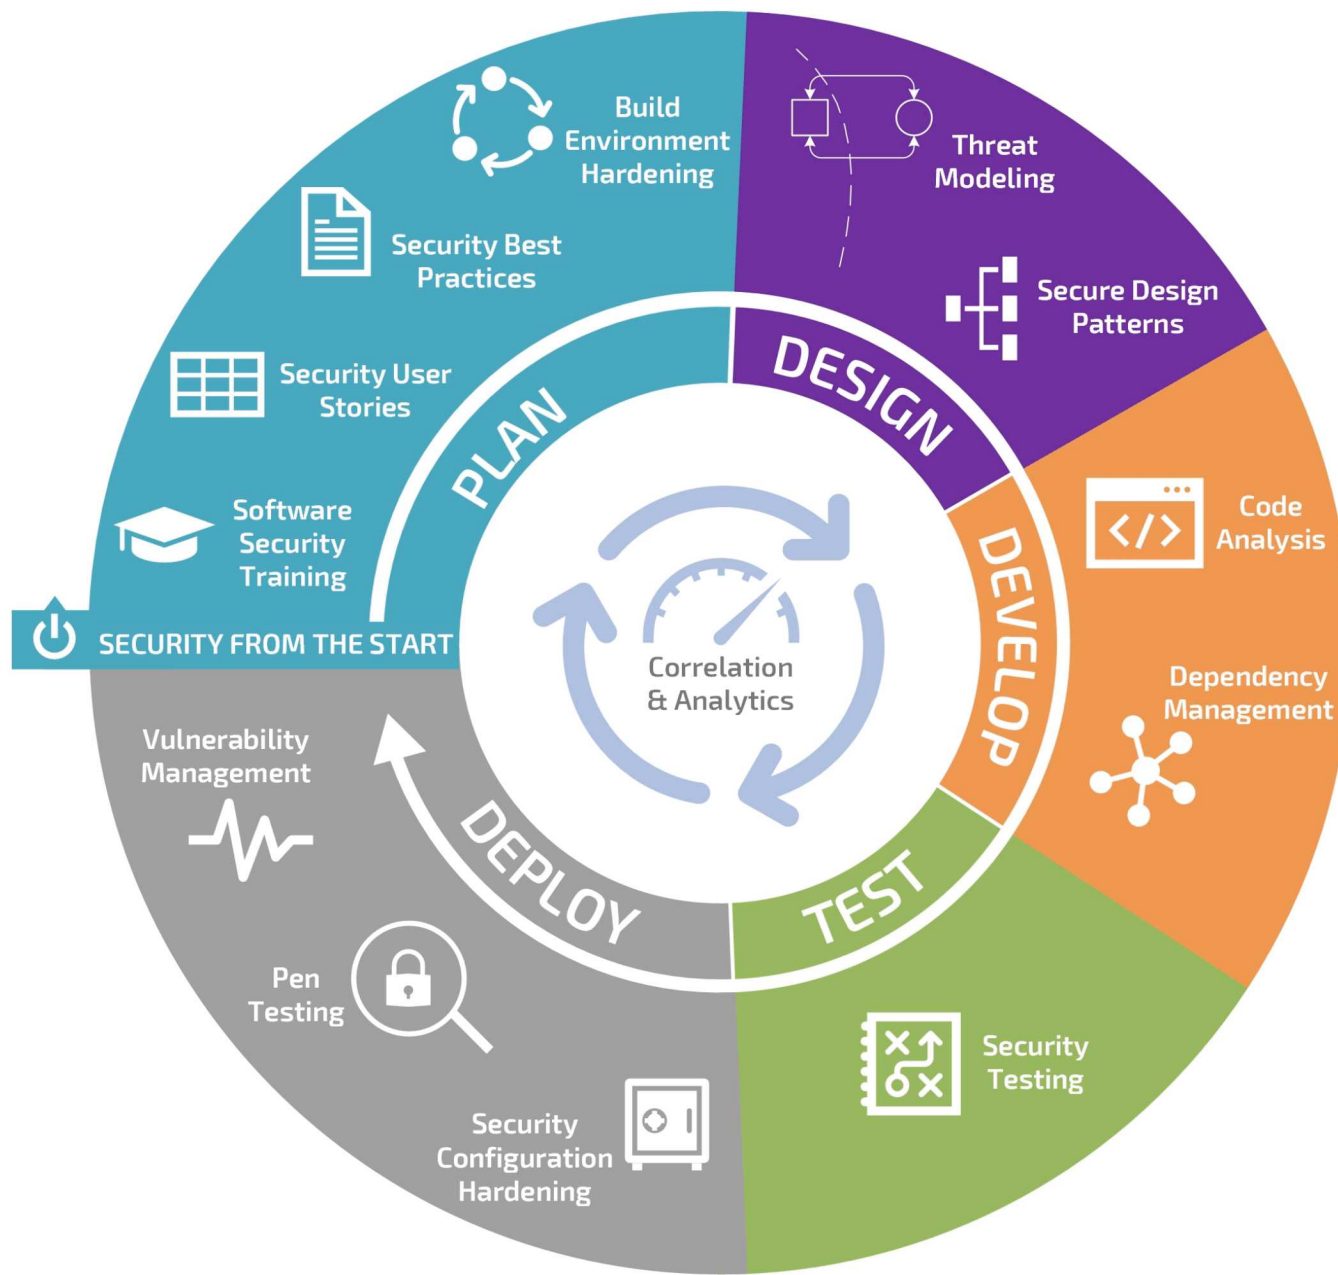 Build
Environment
Hardening
Security Best
Practices
Security User
Stories
Software
Security
Training
SECURITY FROM THE START
PLAN
Threat
Modeling
Secure Design
Patterns
DESIGN
Code
Analysis
Dependency
Management
DEVELOP
Security
Testing
TEST
Security
Configuration
Hardening
Pen
Testing
Vulnerability
Management
DEPLOY
Correlation
& Analytics